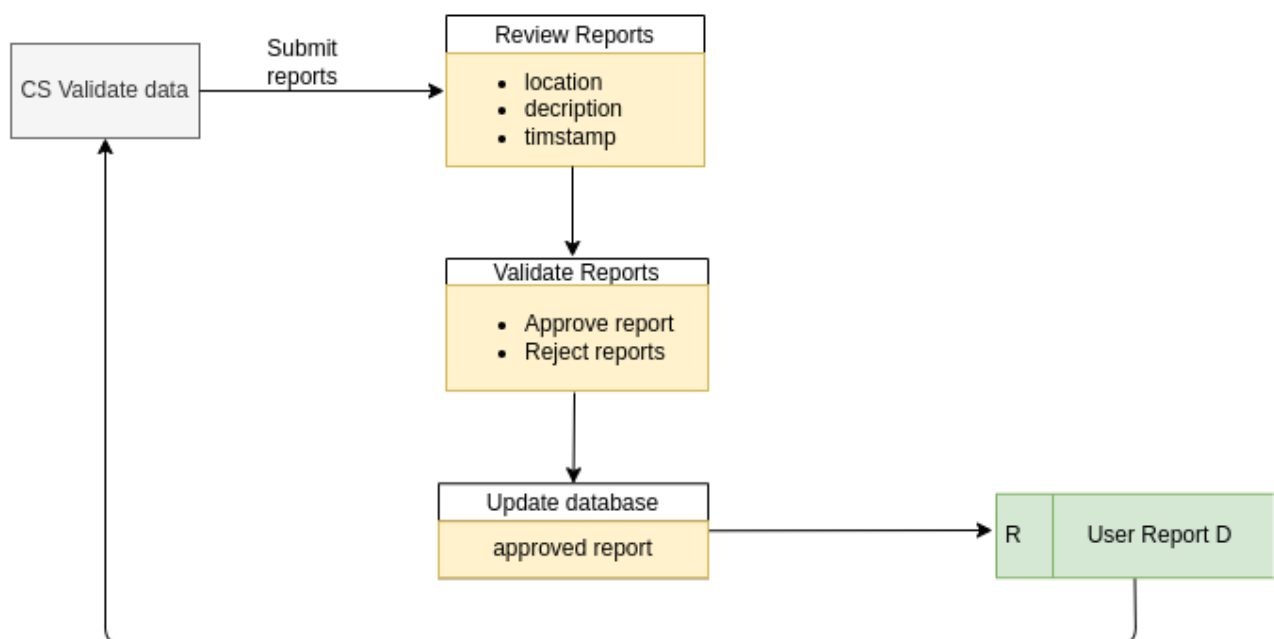 Review Reports
Submit
reports
CS Validate data
• location
• decription
• timstamp
Validate Reports
• Approve report
• Reject reports
Update database
approved report
R
User Report D